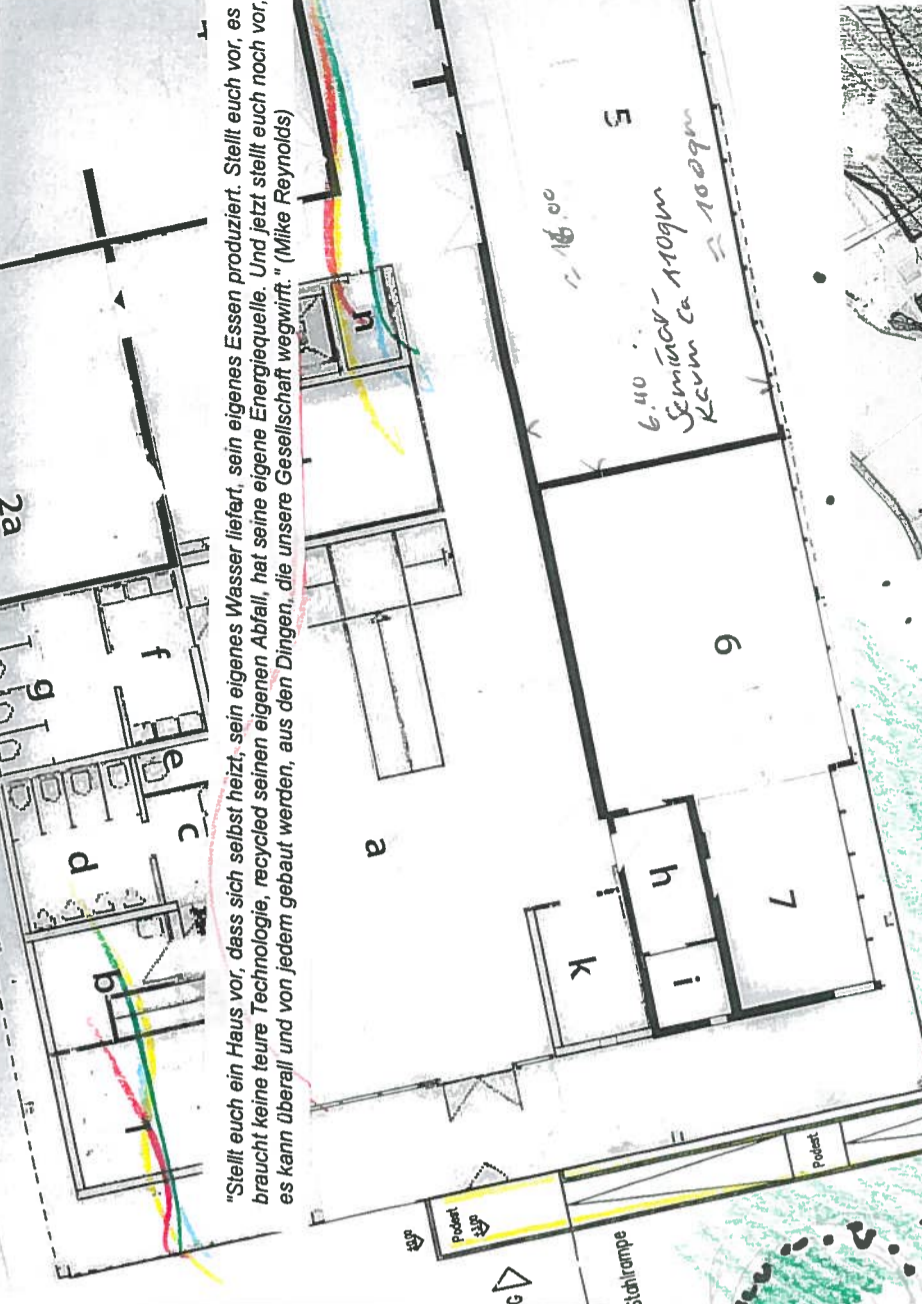 "Stellt euch ein Haus vor, dass sich selbst heizt, sein eigenes Wasser liefert, sein eigenes Essen produziert. Stellt euch vor, es
braucht keine teure Technologie, recycled seinen eigenen Abfall, hat seine eigene Energiequelle. Und jetzt stellt euch noch vor,
es kann überall und von jedem gebaut werden, aus den Dingen, die unsere Gesellschaft wegwirft. " (Mike Reynolds)
5
6.40
Seminar-
Raum ca 110qm
= 100qm
6
7
h
i
j
k
a
n
2a
f
g
e
c
d
b
l
Podest
Podest
±0.00
Stahlrampe
G